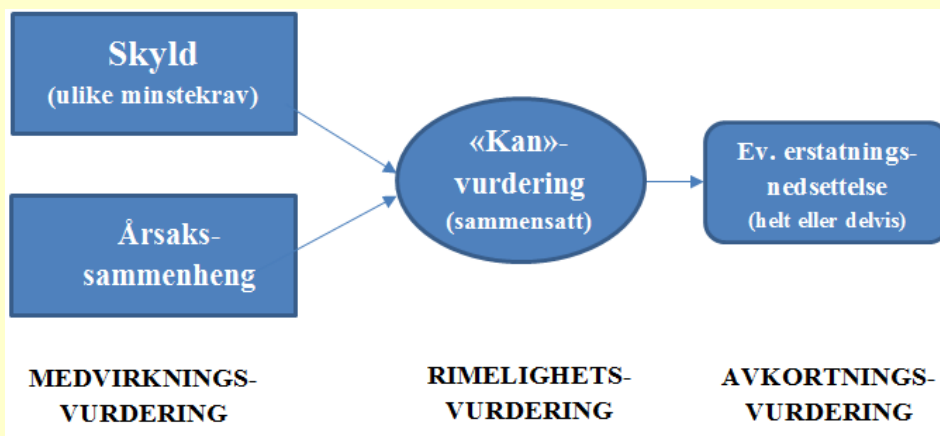 Skyld
(ulike minstekrav)
Årsaks-
sammenheng
«Kan»-
vurdering
(sammensatt)
Ev. erstatnings-
nedsettelse
(helt eller delvis)
MEDVIRKNINGS-
VURDERING
RIMELIGHETS-
VURDERING
AVKORTNINGS-
VURDERING